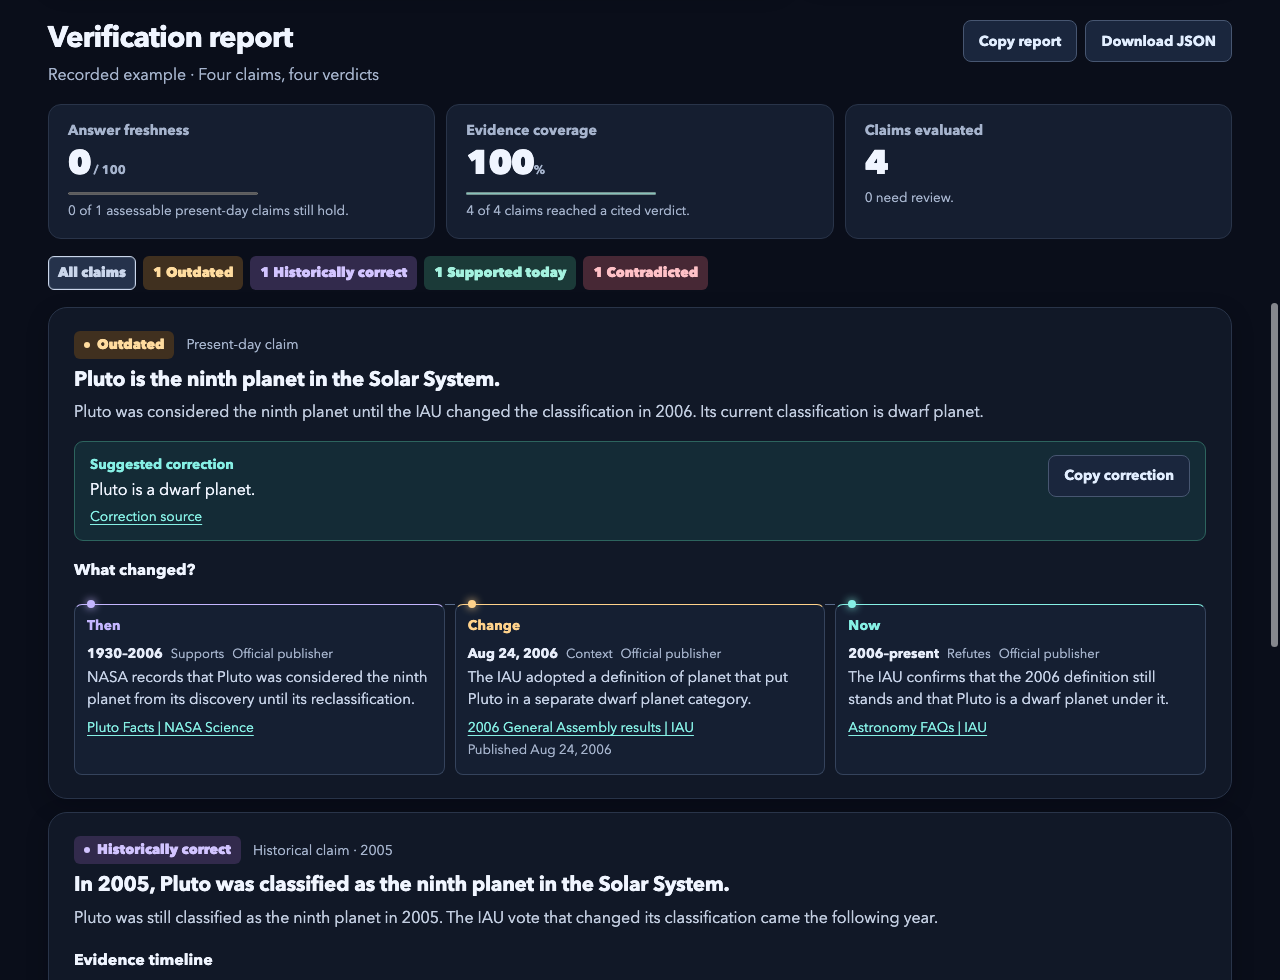 Verification report
Copy report
Download JSON
Recorded example · Four claims, four verdicts
Answer freshness
0 / 100
0 of 1 assessable present-day claims still hold.
Evidence coverage
100%
4 of 4 claims reached a cited verdict.
Claims evaluated
4
0 need review.
All claims
1 Outdated
1 Historically correct
1 Supported today
1 Contradicted
Outdated
Present-day claim
Pluto is the ninth planet in the Solar System.
Pluto was considered the ninth planet until the IAU changed the classification in 2006. Its current classification is dwarf planet.
Suggested correction
Pluto is a dwarf planet.
Correction source
Copy correction
What changed?
Then
1930–2006 Supports Official publisher
NASA records that Pluto was considered the ninth
planet from its discovery until its reclassification.
Pluto Facts | NASA Science
Change
Aug 24, 2006 Context Official publisher
The IAU adopted a definition of planet that put
Pluto in a separate dwarf planet category.
2006 General Assembly results | IAU
Published Aug 24, 2006
Now
2006–present Refutes Official publisher
The IAU confirms that the 2006 definition still
stands and that Pluto is a dwarf planet under it.
Astronomy FAQs | IAU
Historically correct
Historical claim · 2005
In 2005, Pluto was classified as the ninth planet in the Solar System.
Pluto was still classified as the ninth planet in 2005. The IAU vote that changed its classification came the following year.
Evidence timeline